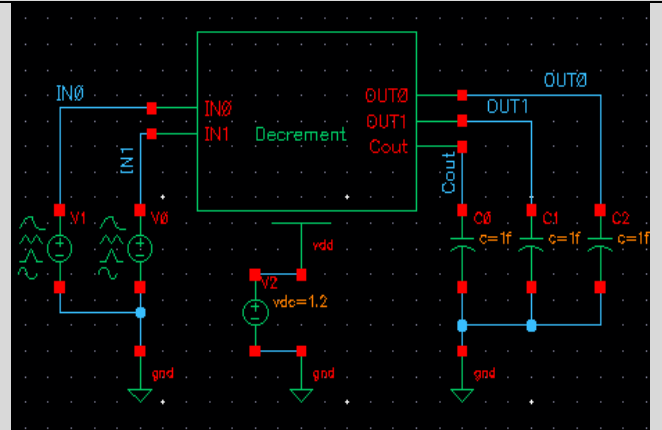 IN0
IN0
IN1
IN1
Decrement
OUT0
OUT1
Cout
OUT0
OUT1
Cout
V1
V0
vdd
V2
vdc=1.2
C0
c=1f
C1
c=1f
C2
c=1f
gnd
gnd
gnd